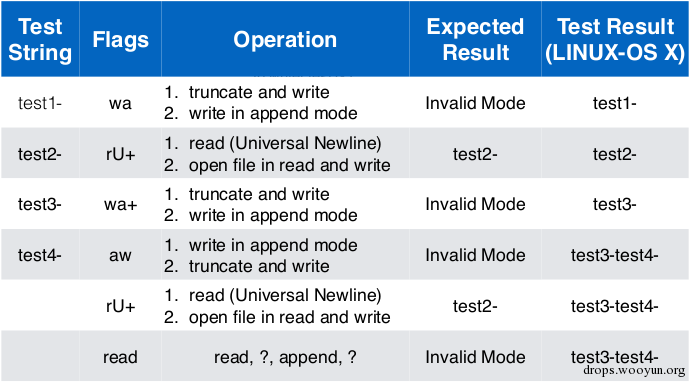 Test String Flags Operation Expected Result Test Result (LINUX-OS X)
test1- wa 1. truncate and write Invalid Mode test1-
2. write in append mode
test2- rU+ 1. read (Universal Newline) test2- test2-
2. open file in read and write
test3- wa+ 1. truncate and write Invalid Mode test3-
2. write in append mode
test4- aw 1. write in append mode Invalid Mode test3-test4-
2. truncate and write
rU+ 1. read (Universal Newline) test2- test3-test4-
2. open file in read and write
read read, ?, append, ? Invalid Mode test3-test4-
drops.wooyun.org